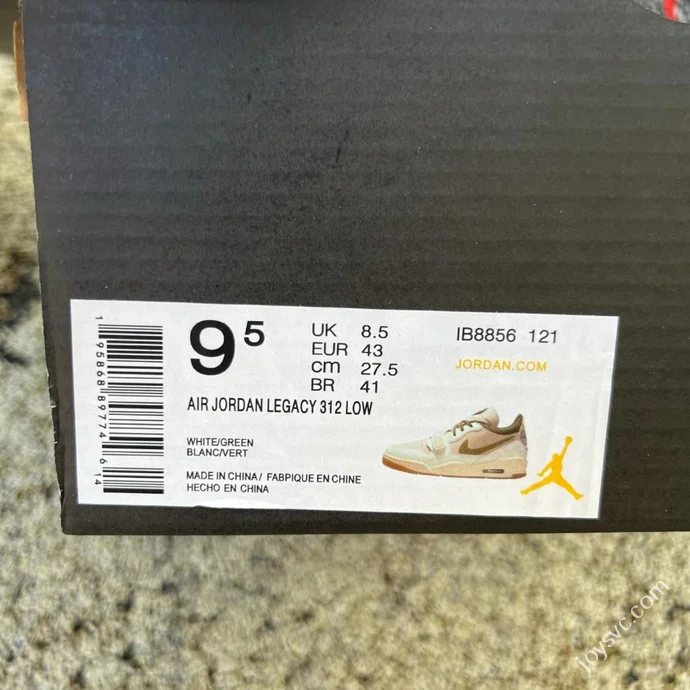 9.5
UK 8.5
EUR 43
cm 27.5
BR 41
IB8856 121
JORDAN.COM
AIR JORDAN LEGACY 312 LOW
WHITE/GREEN
BLANC/VERT
MADE IN CHINA / FABPIQUE EN CHINE
HECHO EN CHINA
1 95868 89774 6 14
joysvc.com